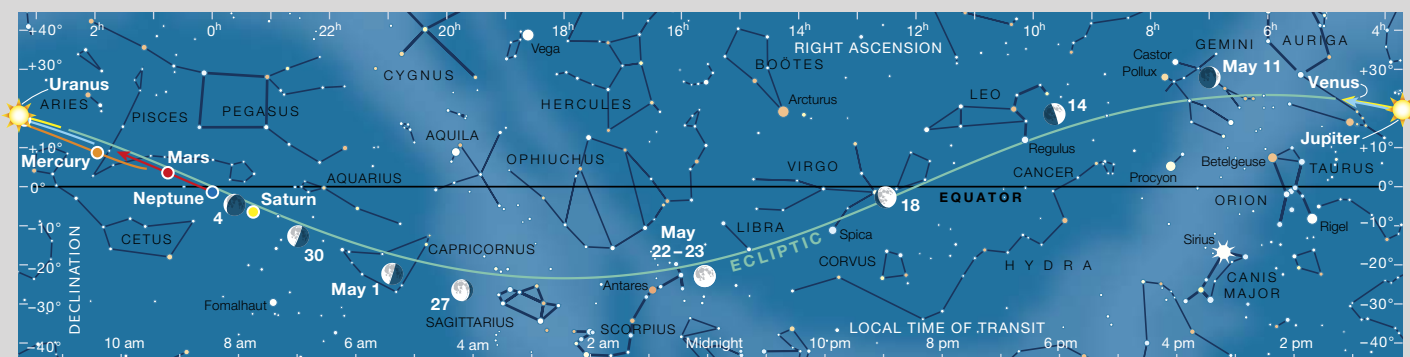 +40° 2h 0h 22h 20h 18h 16h 14h 12h 10h 8h 6h 4h +40°
RIGHT ASCENSION
Vega
CYGNUS
BOÖTES
GEMINI
AURIGA
Castor
Pollux
May 11
+30°
+30°
Uranus
ARIES
PISCES
PEGASUS
HERCULES
Arcturus
LEO
14
Venus
Jupiter
AQUILA
OPHIUCHUS
VIRGO
Regulus
CANCER
Procyon
Betelgeuse
TAURUS
+10°
+10°
Mercury
Mars
AQUARIUS
0°
0°
Neptune
Saturn
4
18
EQUATOR
ORION
Rigel
–10°
–10°
CETUS
30
CAPRICORNUS
May
22–23
LIBRA
ECLIPTIC
Spica
CORVUS
HYDRA
Sirius
CANIS
MAJOR
–20°
–20°
DECLINATION
May 1
27
Fomalhaut
SAGITTARIUS
Antares
SCORPIUS
–30°
–30°
LOCAL TIME OF TRANSIT
–40° 10 am 8 am 4 am 2 am Midnight 10 pm 8 pm 6 pm 4 pm 2 pm –40°